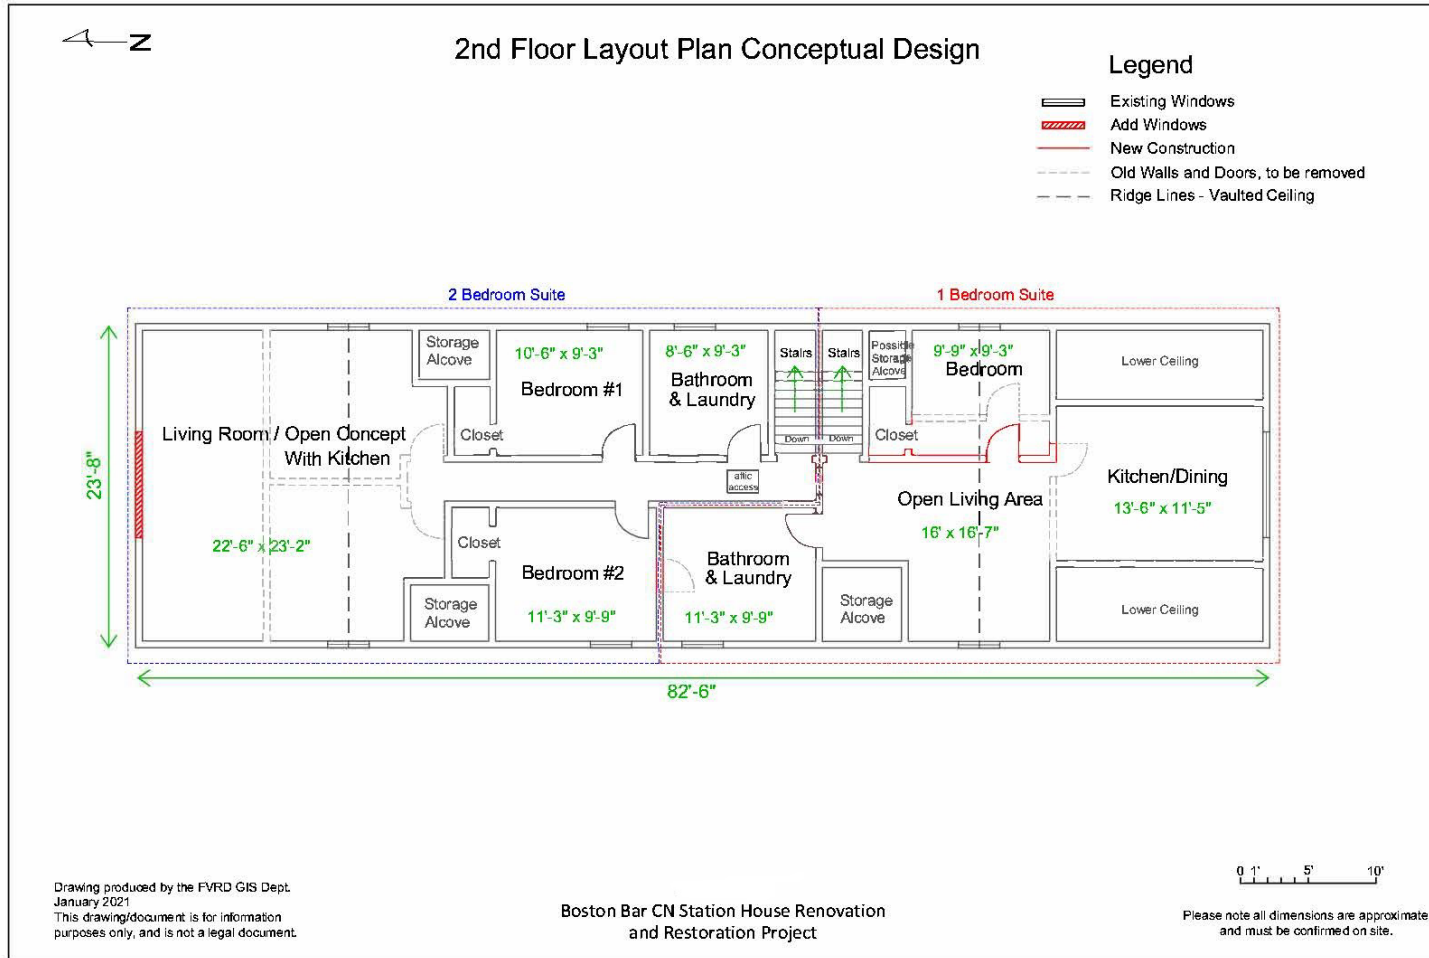 N
2nd Floor Layout Plan Conceptual Design
Legend
Existing Windows
Add Windows
New Construction
Old Walls and Doors, to be removed
Ridge Lines - Vaulted Ceiling
2 Bedroom Suite
1 Bedroom Suite
Storage
Alcove
10'-6" x 9'-3"
Bedroom #1
8'-6" x 9'-3"
Bathroom
& Laundry
Stairs
Stairs
Down
Down
Possible
Storage
Alcove
9'-9" x 9'-3"
Bedroom
Lower Ceiling
Living Room / Open Concept
With Kitchen
22'-6" x 23'-2"
23'-8"
Closet
Closet
attic
access
Open Living Area
16' x 16'-7"
Kitchen/Dining
13'-6" x 11'-5"
Closet
Bedroom #2
11'-3" x 9'-9"
Bathroom
& Laundry
11'-3" x 9'-9"
Storage
Alcove
Storage
Alcove
Lower Ceiling
82'-6"
Drawing produced by the FVRD GIS Dept.
January 2021
This drawing/document is for information
purposes only, and is not a legal document.
Boston Bar CN Station House Renovation
and Restoration Project
0 1' 5' 10'
Please note all dimensions are approximate
and must be confirmed on site.